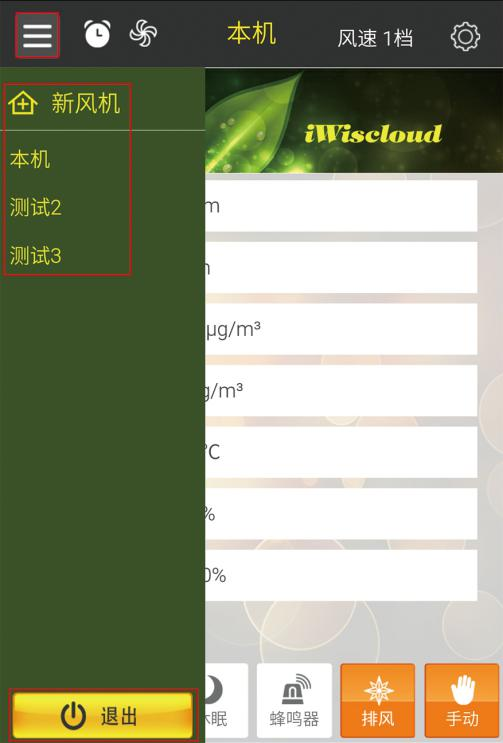 本机
风速 1档
新风机
iWiscloud
本机
测试2
测试3
m
µg/m³
g/m³
°C
%
0%
退出
眠
蜂鸣器
排风
手动